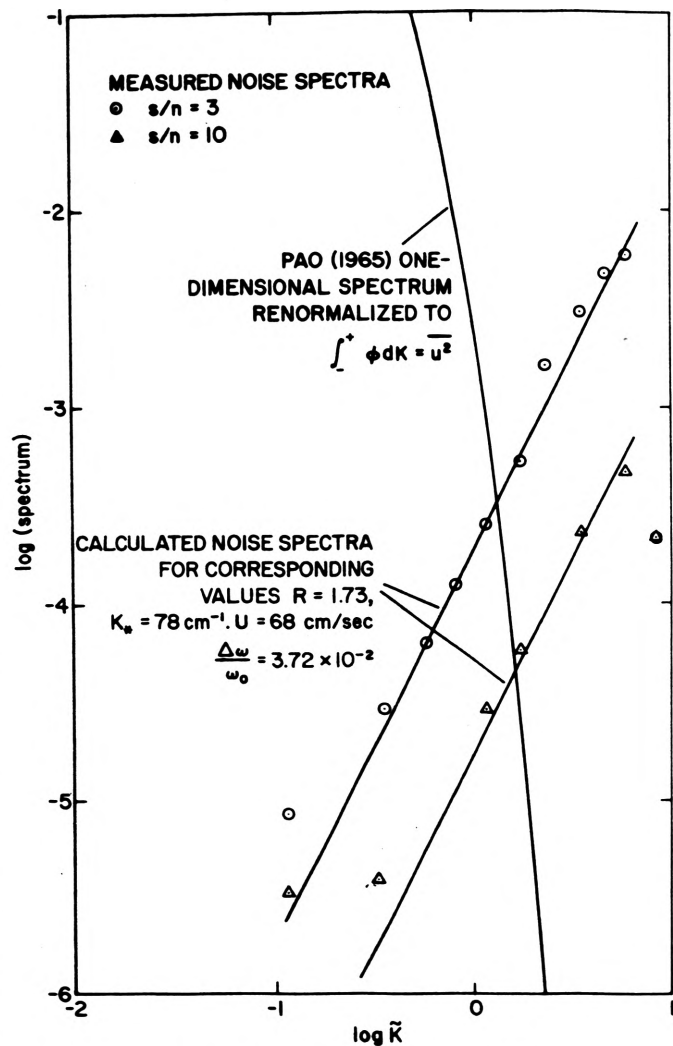 -1
MEASURED NOISE SPECTRA
s/n = 3
s/n = 10
-2
PAO (1965) ONE-
DIMENSIONAL SPECTRUM
RENORMALIZED TO
∫₋⁺ ϕdK = u²̅
-3
log (spectrum)
CALCULATED NOISE SPECTRA
FOR CORRESPONDING
VALUES R = 1.73,
K* = 78 cm⁻¹. U = 68 cm/sec
Δω/ω₀ = 3.72 × 10⁻²
-4
-5
-6
-2
-1
0
1
log K̃